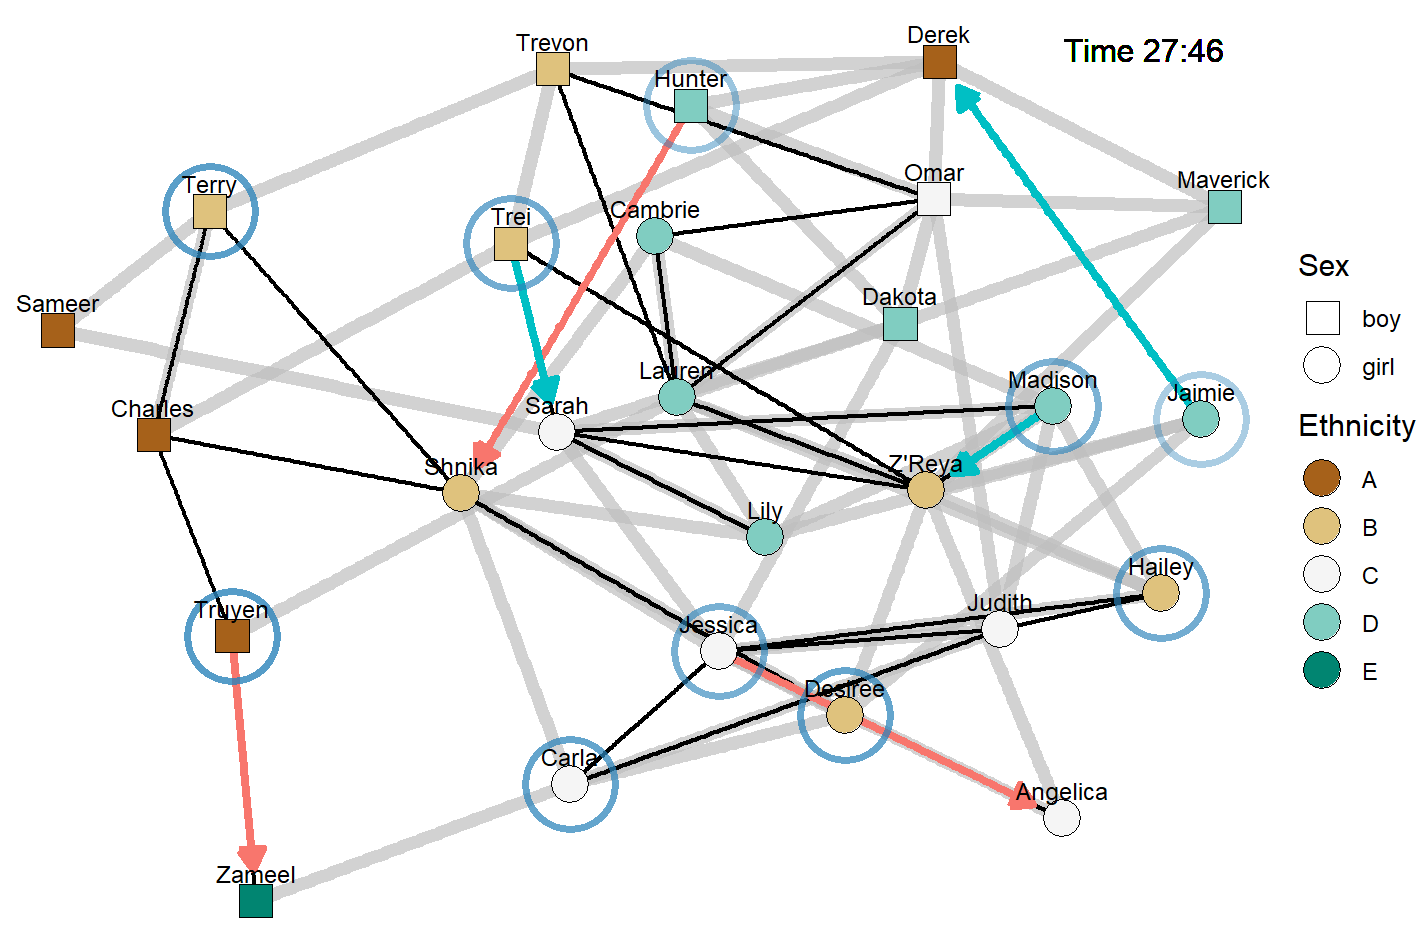 Trevon
Derek
Time 27:46
Hunter
Terry
Omar
Maverick
Trei
Cambrie
Sameer
Dakota
Sex
boy
girl
Lauren
Madison
Jaimie
Charles
Sarah
Ethnicity
Shnika
Z'Reya
A
Lily
B
Hailey
C
Truyen
Jessica
Judith
D
Desiree
E
Carla
Angelica
Zameel